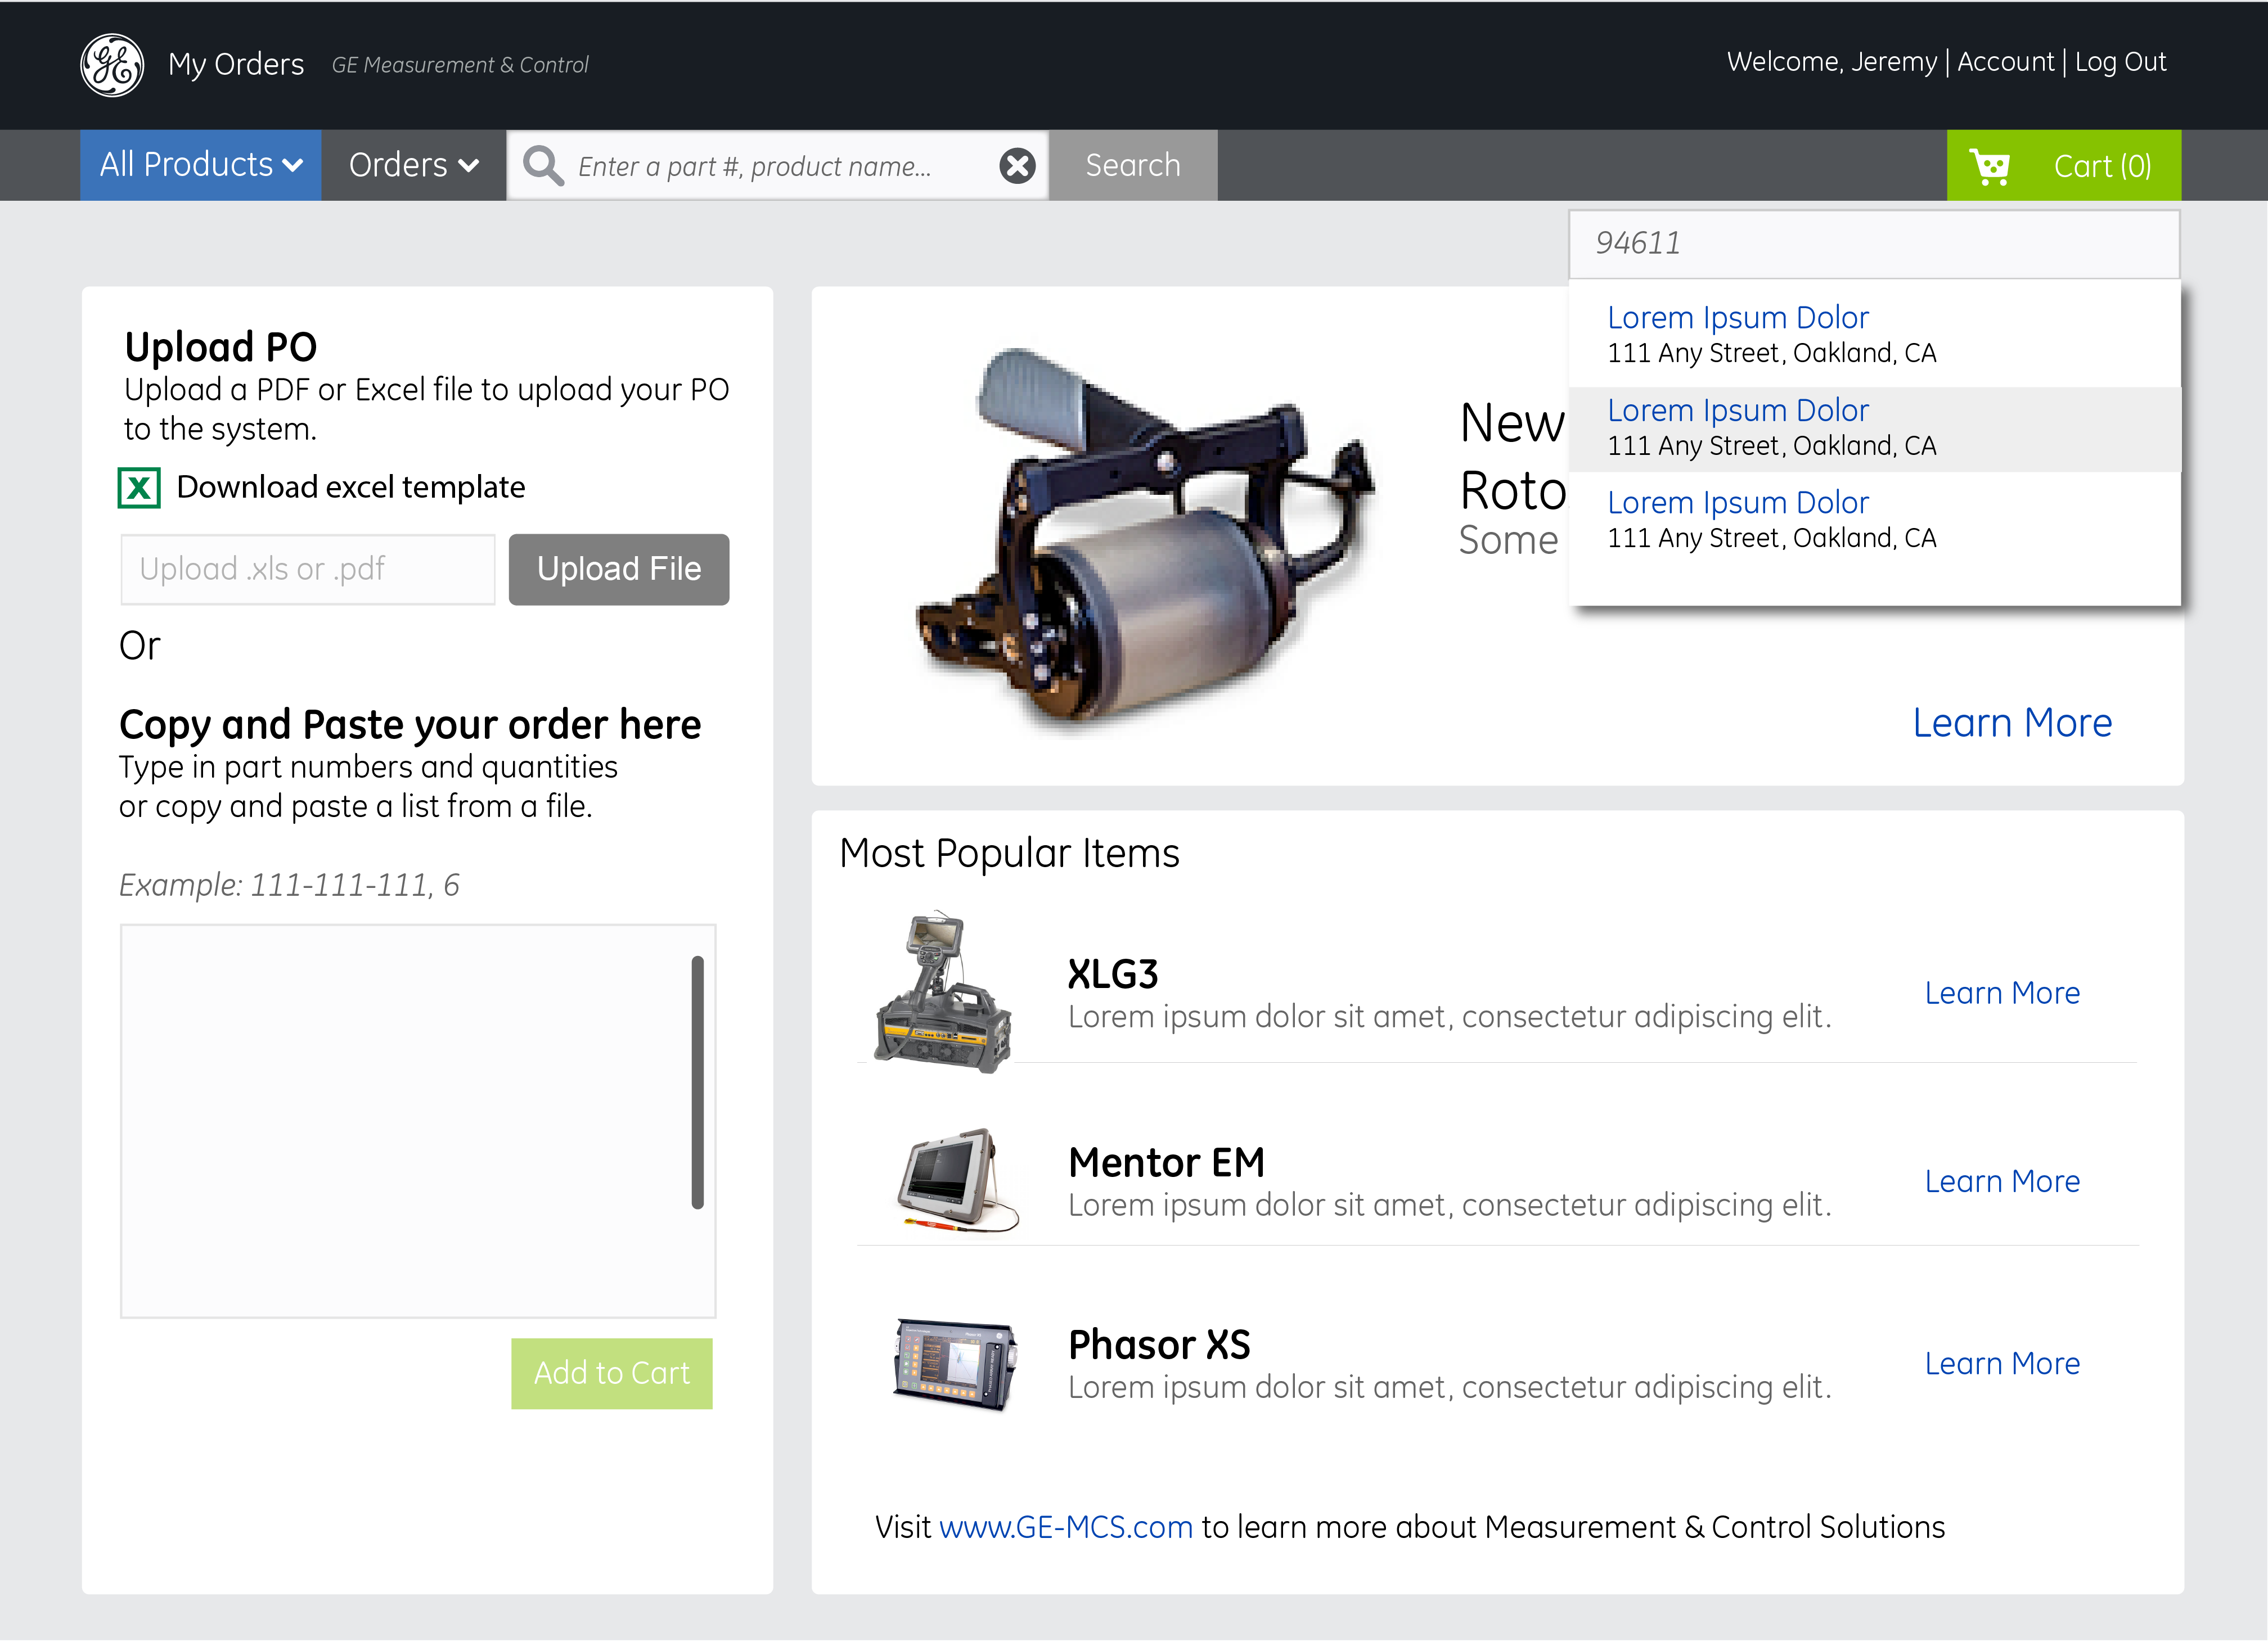 GE
My Orders
GE Measurement & Control
Welcome, Jeremy | Account | Log Out
All Products
Orders
Enter a part #, product name...
Search
Cart (0)
94611
Lorem Ipsum Dolor
111 Any Street, Oakland, CA
Lorem Ipsum Dolor
111 Any Street, Oakland, CA
Lorem Ipsum Dolor
111 Any Street, Oakland, CA
Upload PO
Upload a PDF or Excel file to upload your PO
to the system.
X Download excel template
Upload .xls or .pdf
Upload File
Or
Copy and Paste your order here
Type in part numbers and quantities
or copy and paste a list from a file.
Example: 111-111-111, 6
Add to Cart
New
Roto
Some
Learn More
Most Popular Items
XLG3
Lorem ipsum dolor sit amet, consectetur adipiscing elit.
Learn More
Mentor EM
Lorem ipsum dolor sit amet, consectetur adipiscing elit.
Learn More
Phasor XS
Lorem ipsum dolor sit amet, consectetur adipiscing elit.
Learn More
Visit www.GE-MCS.com to learn more about Measurement & Control Solutions